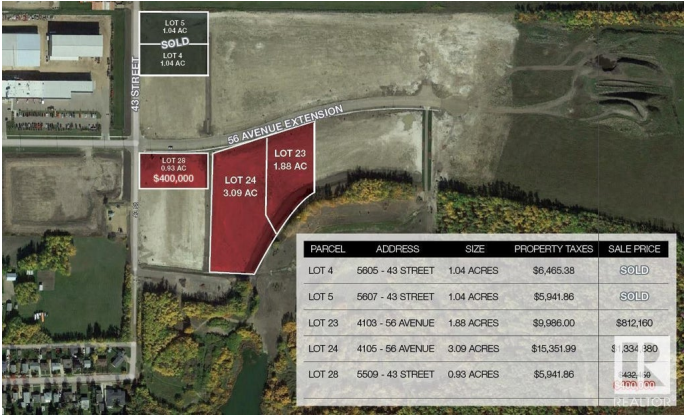 LOT 5
1.04 AC
SOLD
LOT 4
1.04 AC
43 STREET
56 AVENUE EXTENSION
LOT 23
1.88 AC
LOT 28
0.93 AC
$400,000
LOT 24
3.09 AC
PARCEL ADDRESS SIZE PROPERTY TAXES SALE PRICE
LOT 4 5605 - 43 STREET 1.04 ACRES $6,465.38 SOLD
LOT 5 5607 - 43 STREET 1.04 ACRES $5,941.86 SOLD
LOT 23 4103 - 56 AVENUE 1.88 ACRES $9,986.00 $812,160
LOT 24 4105 - 56 AVENUE 3.09 ACRES $15,351.99 $1,334,880
LOT 28 5509 - 43 STREET 0.93 ACRES $5,941.86
$400,000
REALTOR